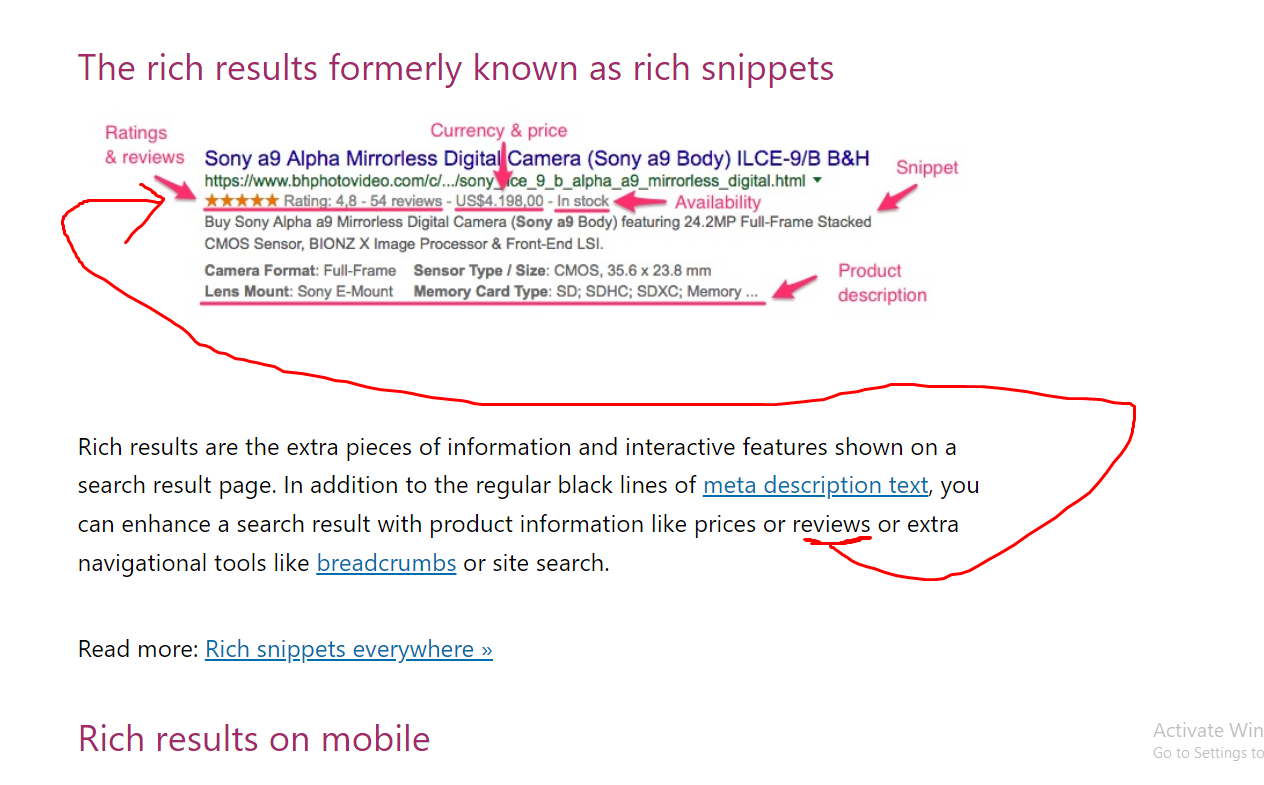 The rich results formerly known as rich snippets
Ratings
& reviews
Currency & price
Sony a9 Alpha Mirrorless Digital Camera (Sony a9 Body) ILCE-9/B B&H
Snippet
https://www.bhphotovideo.com/c/.../sony_ice_9_b_alpha_a9_mirrorless_digital.html
Rating: 4,8 - 54 reviews - US$4.198,00 - In stock
Availability
Buy Sony Alpha a9 Mirrorless Digital Camera (Sony a9 Body) featuring 24.2MP Full-Frame Stacked
CMOS Sensor, BIONZ X Image Processor & Front-End LSI.
Camera Format: Full-Frame Sensor Type / Size: CMOS, 35.6 x 23.8 mm
Lens Mount: Sony E-Mount Memory Card Type: SD; SDHC; SDXC; Memory ...
Product
description
Rich results are the extra pieces of information and interactive features shown on a
search result page. In addition to the regular black lines of meta description text, you
can enhance a search result with product information like prices or reviews or extra
navigational tools like breadcrumbs or site search.
Read more: Rich snippets everywhere »
Rich results on mobile
Activate Win
Go to Settings to